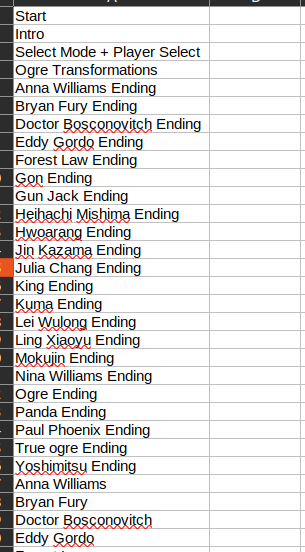 Start
Intro
Select Mode + Player Select
Ogre Transformations
Anna Williams Ending
Bryan Fury Ending
Doctor Bosconovitch Ending
Eddy Gordo Ending
Forest Law Ending
Gon Ending
Gun Jack Ending
Heihachi Mishima Ending
Hwoarang Ending
Jin Kazama Ending
Julia Chang Ending
King Ending
Kuma Ending
Lei Wulong Ending
Ling Xiaoyu Ending
Mokujin Ending
Nina Williams Ending
Ogre Ending
Panda Ending
Paul Phoenix Ending
True ogre Ending
Yoshimitsu Ending
Anna Williams
Bryan Fury
Doctor Bosconovitch
Eddy Gordo